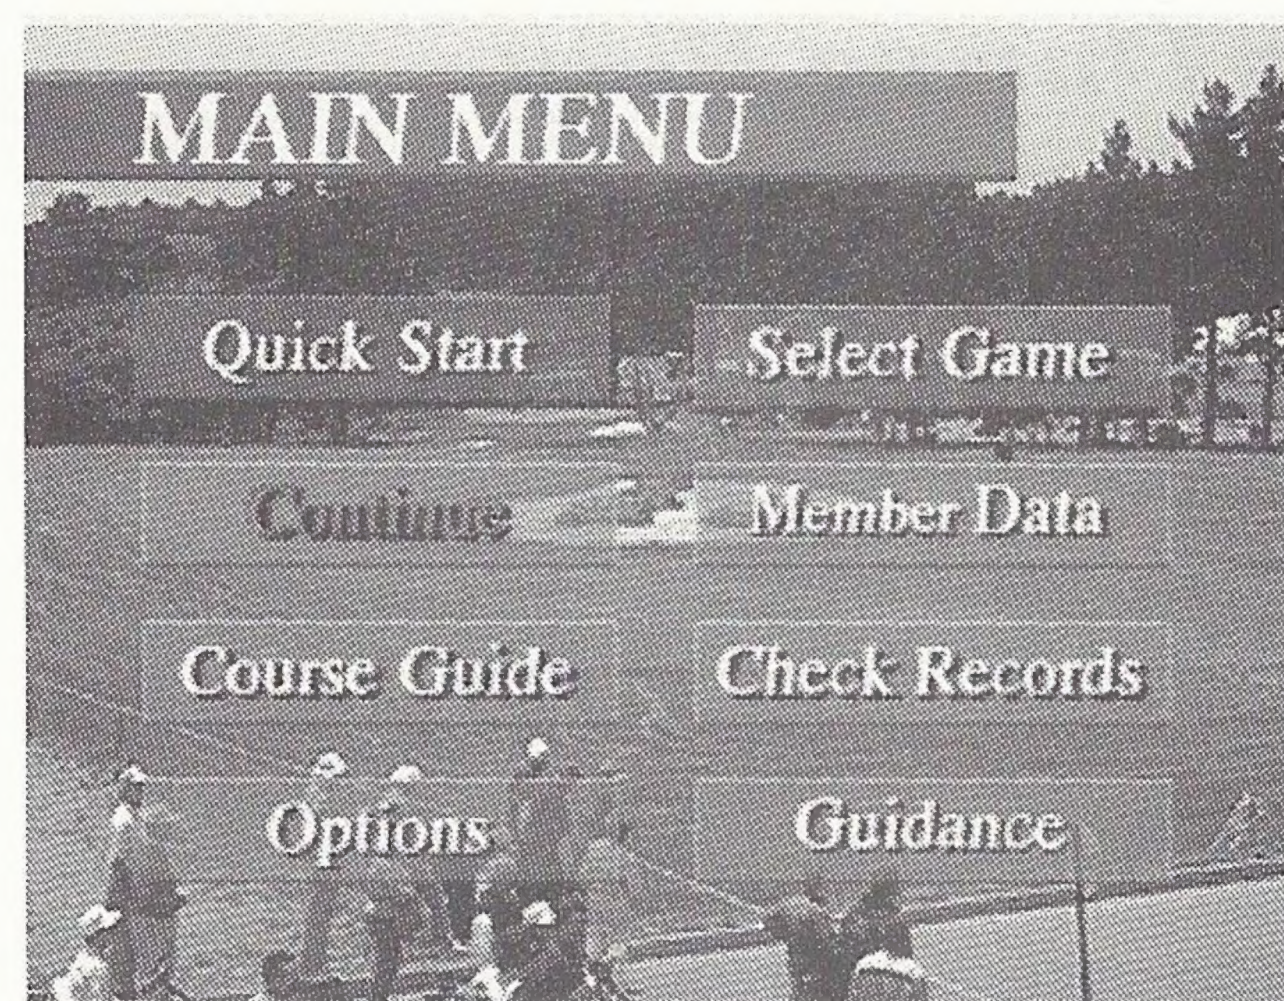 MAIN MENU
Quick Start
Select Game
Continue
Member Data
Course Guide
Check Records
Options
Guidance